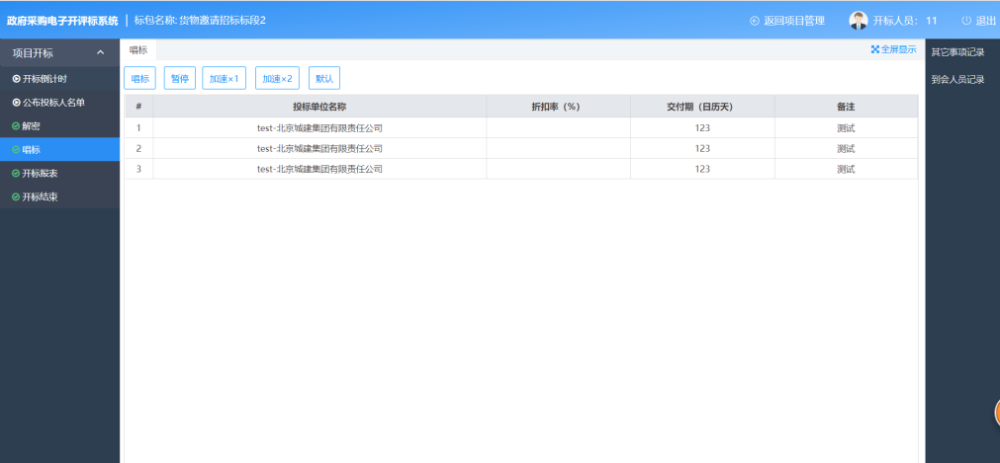 政府采购电子开评标系统 | 标包名称: 货物邀请招标标段2 返回项目管理 开标人员: 11 退出
项目开标
开标倒计时
公布投标人名单
解密
唱标
开标报表
开标结束
唱标 全屏显示
唱标 暂停 加速×1 加速×2 默认
# 投标单位名称 折扣率（%） 交付期（日历天） 备注
1 test-北京城建集团有限责任公司 123 测试
2 test-北京城建集团有限责任公司 123 测试
3 test-北京城建集团有限责任公司 123 测试
其它事项记录
到会人员记录